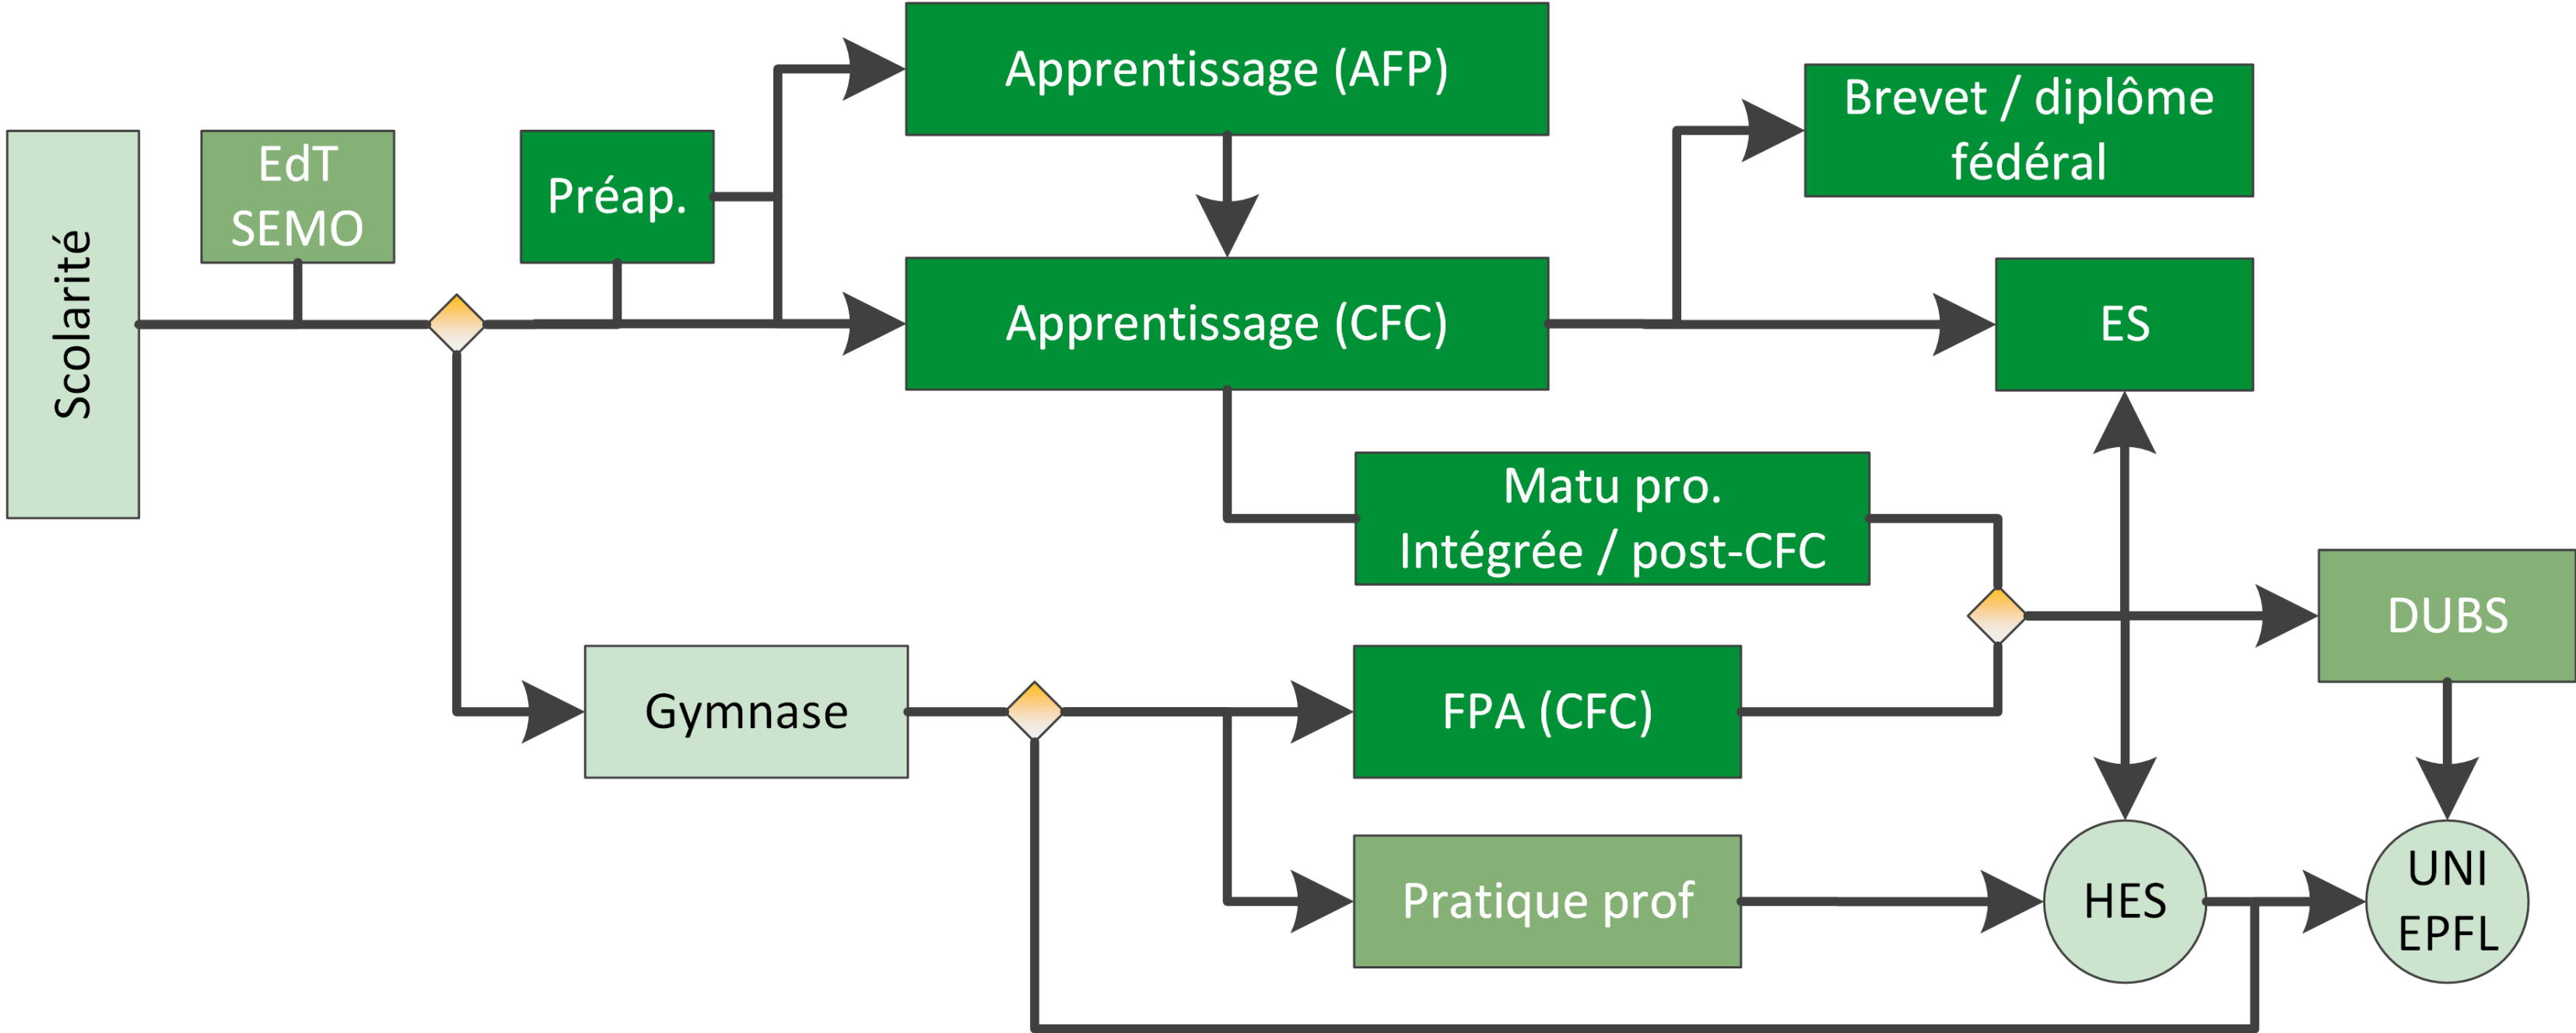 Apprentissage (AFP)
Brevet / diplôme
fédéral
EdT
SEMO
Préap.
Scolarité
Apprentissage (CFC)
ES
Matu pro.
Intégrée / post-CFC
DUBS
Gymnase
FPA (CFC)
Pratique prof
HES
UNI
EPFL